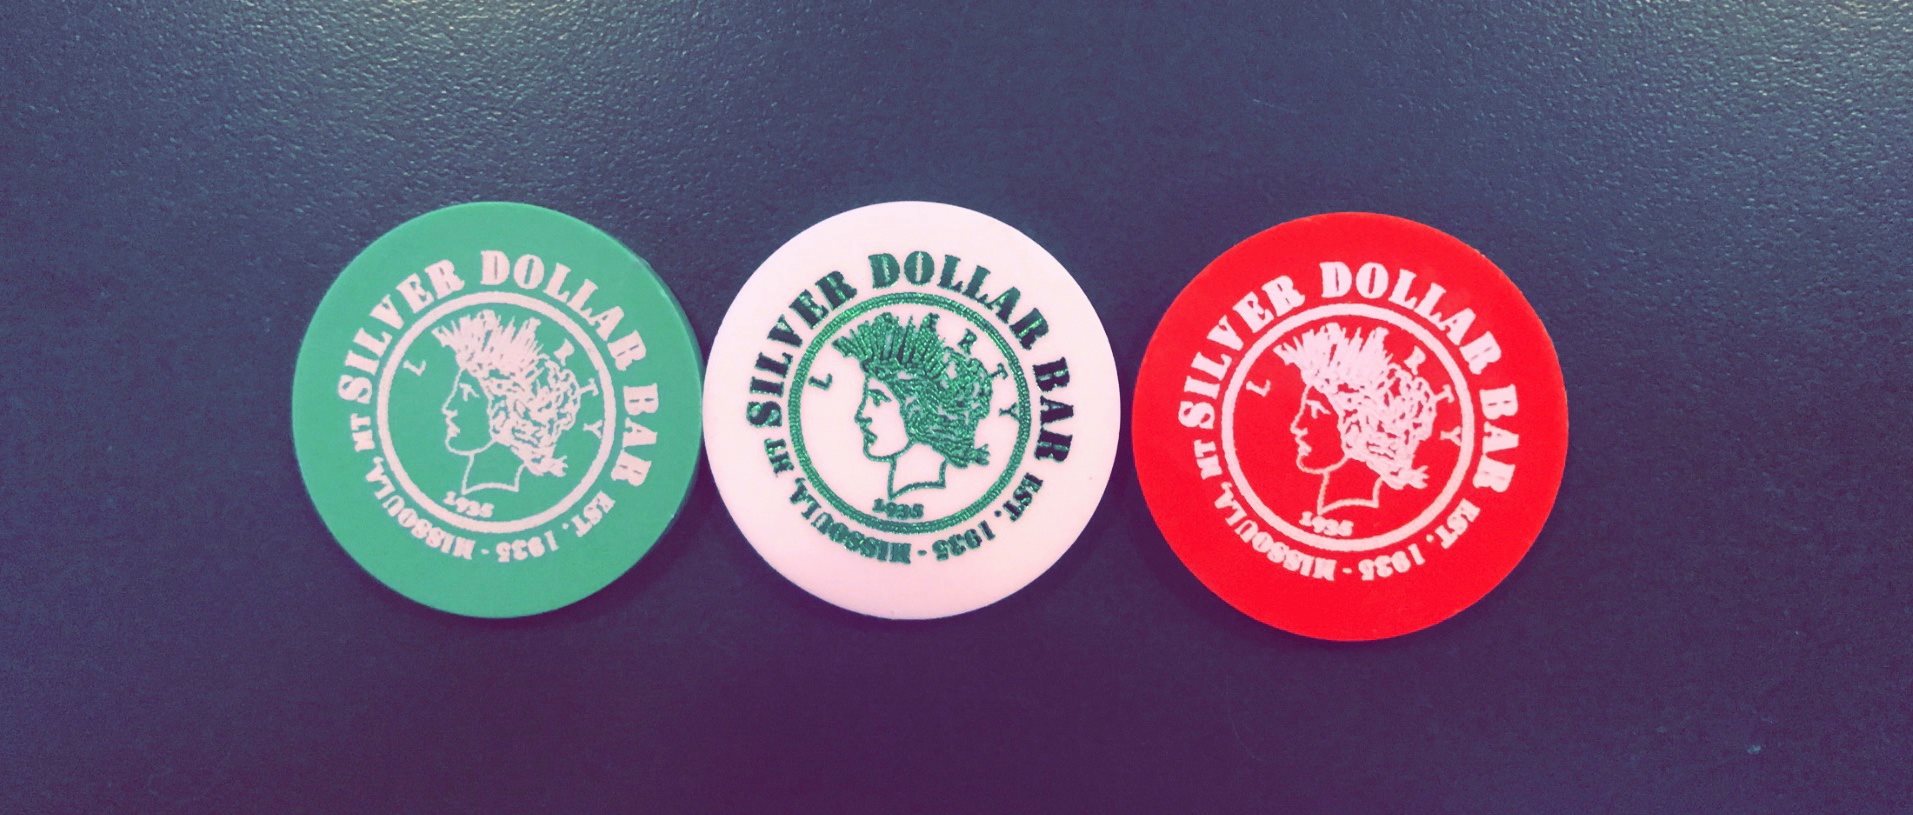 SILVER DOLLAR BAR EST. 1935 · MISSOULA, MT
LIBERTY
1935
SILVER DOLLAR BAR EST. 1935 · MISSOULA, MT
LIBERTY
1935
SILVER DOLLAR BAR EST. 1935 · MISSOULA, MT
LIBERTY
1935